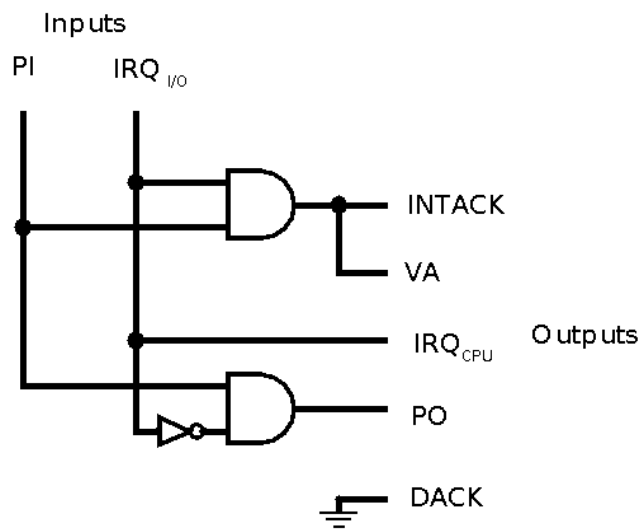 Inputs
PI IRQ I/O
INTACK
VA
IRQ CPU Outputs
PO
DACK